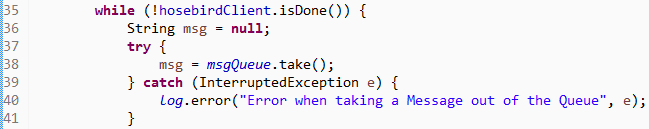 35 while (!hosebirdClient.isDone()) {
36 String msg = null;
37 try {
38 msg = msgQueue.take();
39 } catch (InterruptedException e) {
40 log.error("Error when taking a Message out of the Queue", e);
41 }